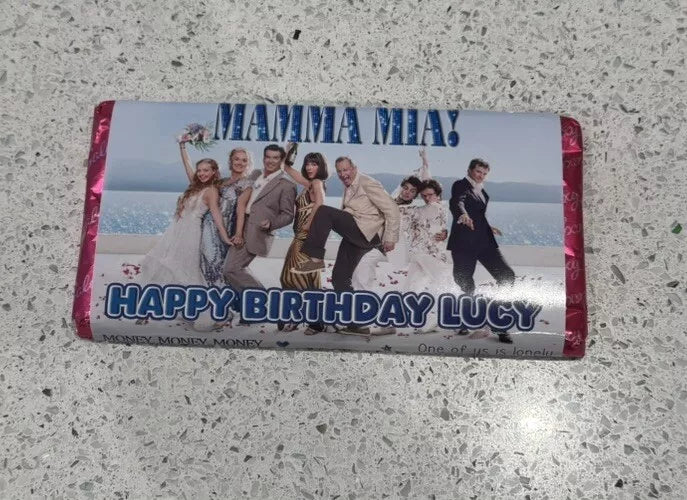 MAMMA MIA!
HAPPY BIRTHDAY LUCY
MONEY, MONEY, MONEY
One of us is lonely